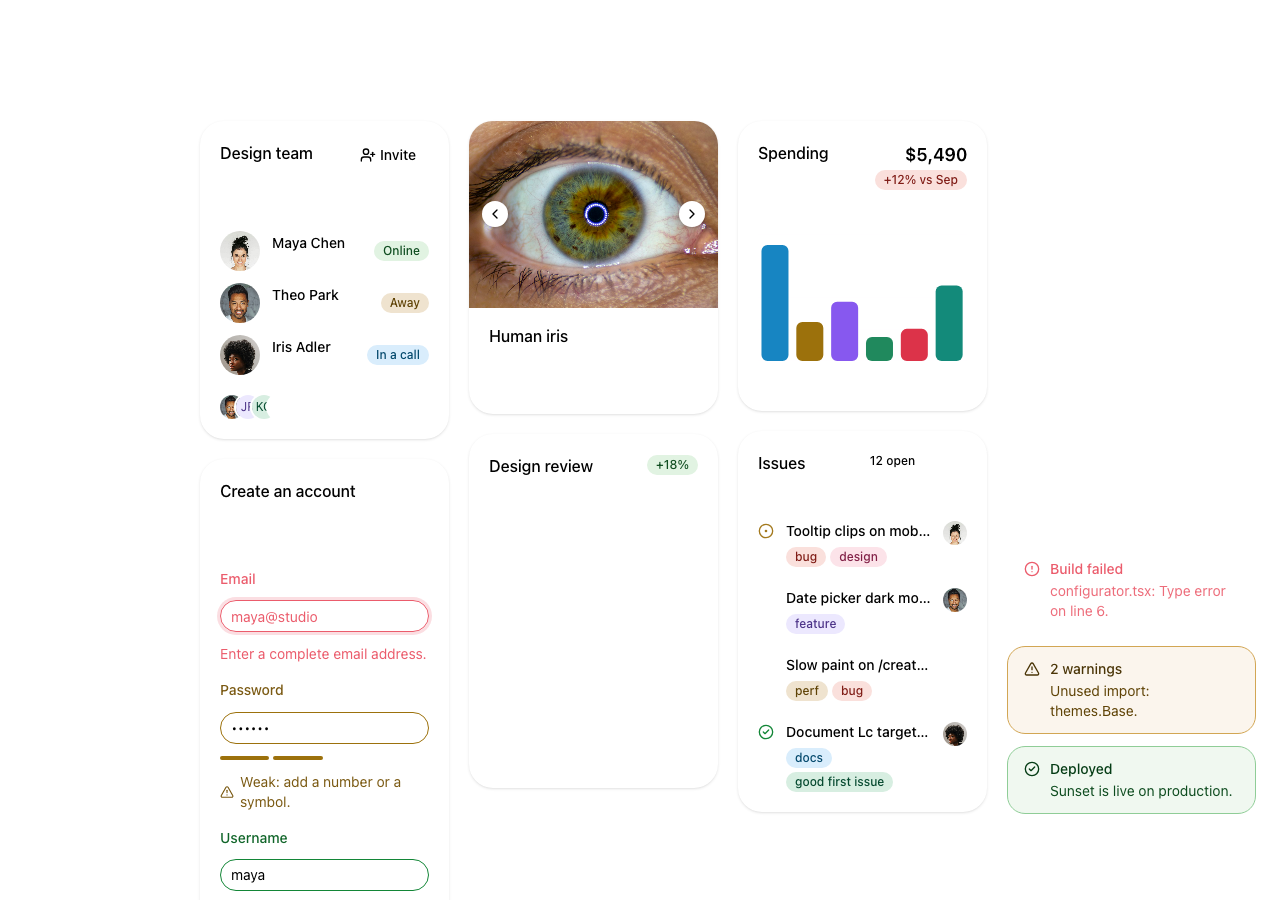 Design team
Invite
Maya Chen
Online
Theo Park
Away
Iris Adler
In a call
Create an account
Email
maya@studio
Enter a complete email address.
Password
••••••
Weak: add a number or a
symbol.
Username
maya
Human iris
Design review
+18%
Spending
$5,490
+12% vs Sep
Issues
12 open
Tooltip clips on mob...
bug
design
Date picker dark mo...
feature
Slow paint on /creat...
perf
bug
Document Lc target...
docs
good first issue
Build failed
configurator.tsx: Type error
on line 6.
2 warnings
Unused import:
themes.Base.
Deployed
Sunset is live on production.